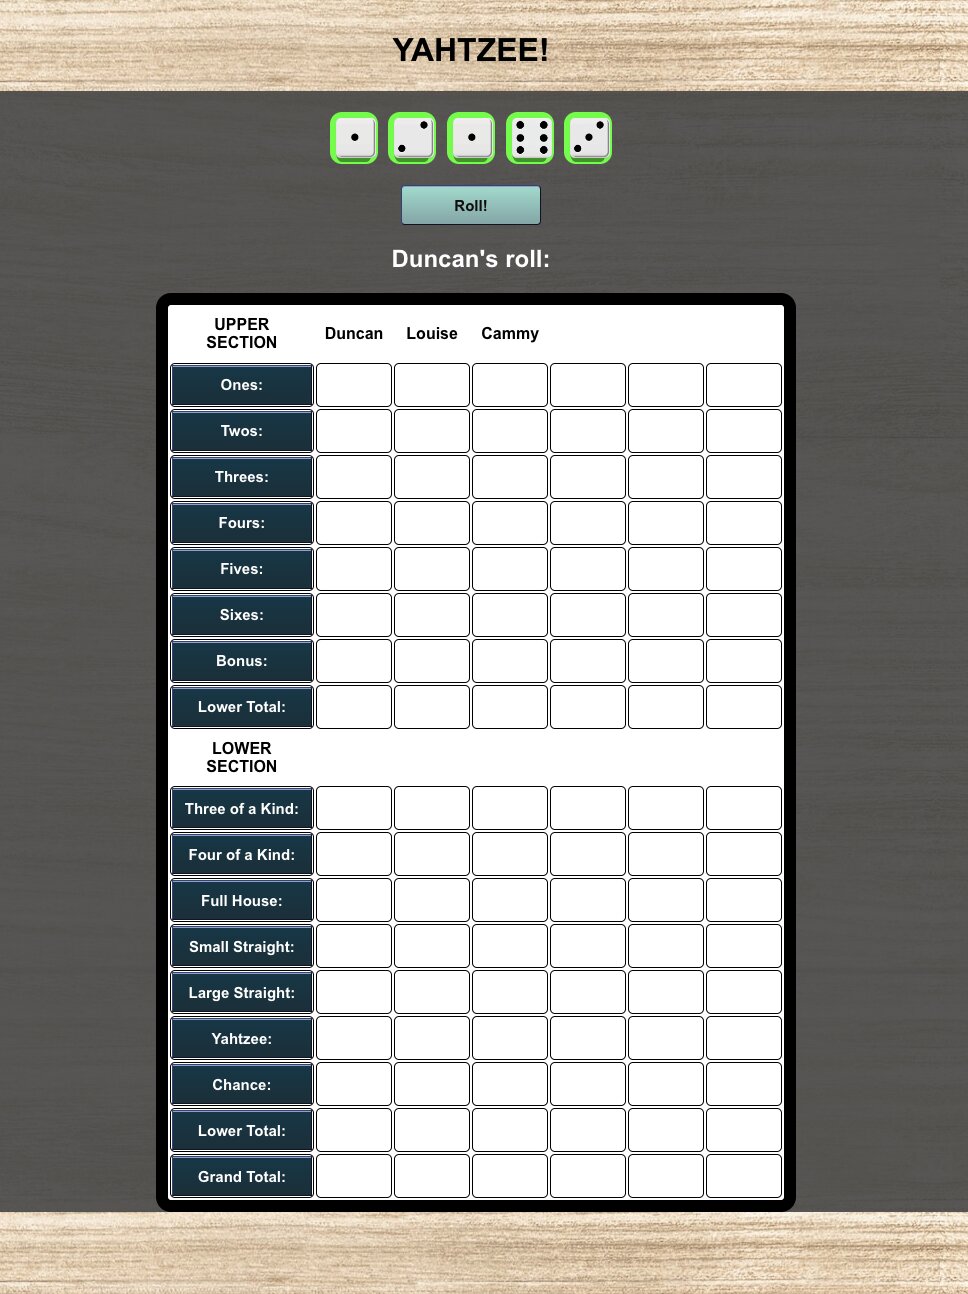 YAHTZEE!
Roll!
Duncan's roll:
UPPER
SECTION
Duncan Louise Cammy
Ones:
Twos:
Threes:
Fours:
Fives:
Sixes:
Bonus:
Lower Total:
LOWER
SECTION
Three of a Kind:
Four of a Kind:
Full House:
Small Straight:
Large Straight:
Yahtzee:
Chance:
Lower Total:
Grand Total: